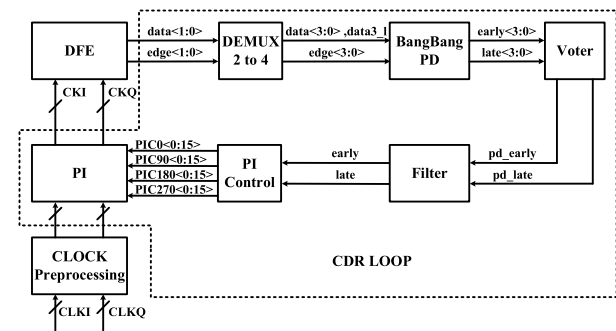 DFE
data<1:0>
edge<1:0>
DEMUX
2 to 4
data<3:0> ,data3_l
edge<3:0>
BangBang
PD
early<3:0>
late<3:0>
Voter
CKI
CKQ
PI
PIC0<0:15>
PIC90<0:15>
PIC180<0:15>
PIC270<0:15>
PI
Control
early
late
Filter
pd_early
pd_late
CLOCK
Preprocessing
CDR LOOP
CLKI
CLKQ